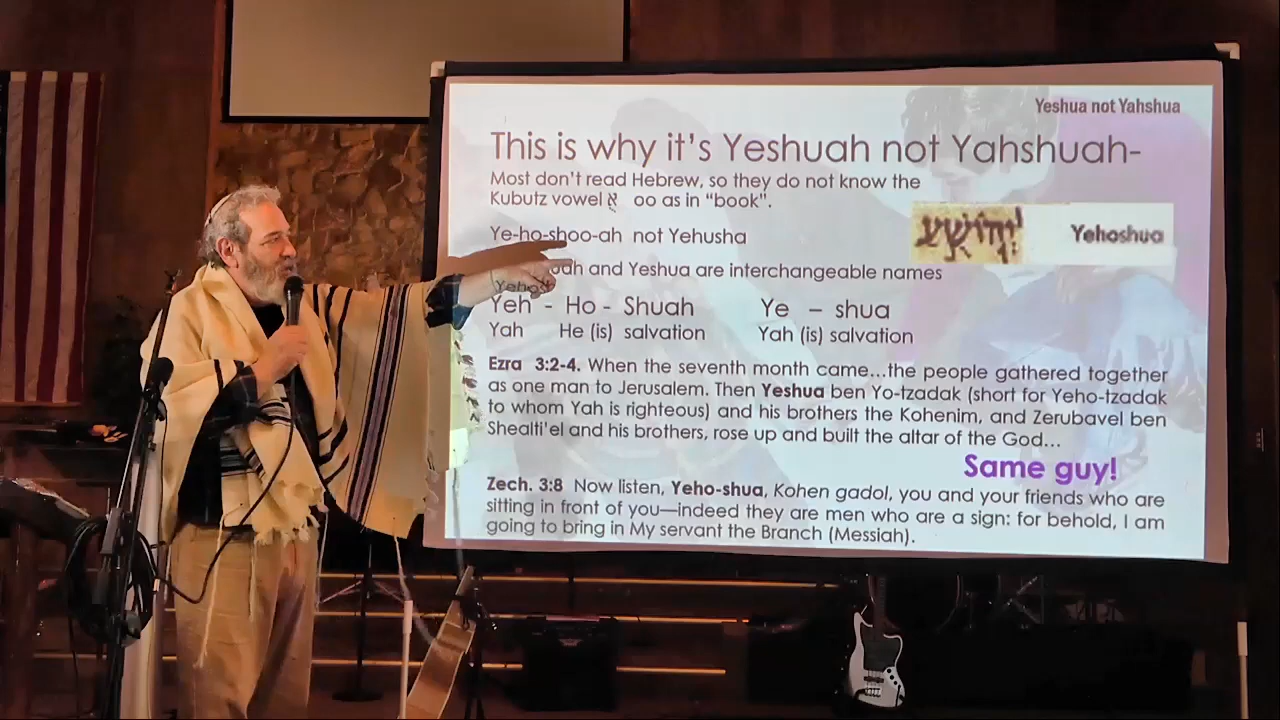 Yeshua not Yahshua
This is why it's Yeshuah not Yahshuah-
Most don't read Hebrew, so they do not know the
Kubutz vowel אֻ oo as in "book".
יְהוֹשֻׁעַ Yehoshua
Ye-ho-shoo-ah not Yehusha
uah and Yeshua are interchangeable names
Yeh - Ho - Shuah Ye – shua
Yah He (is) salvation Yah (is) salvation
Ezra 3:2-4. When the seventh month came...the people gathered together
as one man to Jerusalem. Then Yeshua ben Yo-tzadak (short for Yeho-tzadak
to whom Yah is righteous) and his brothers the Kohenim, and Zerubavel ben
Shealti'el and his brothers, rose up and built the altar of the God...
Same guy!
Zech. 3:8 Now listen, Yeho-shua, Kohen gadol, you and your friends who are
sitting in front of you—indeed they are men who are a sign: for behold, I am
going to bring in My servant the Branch (Messiah).